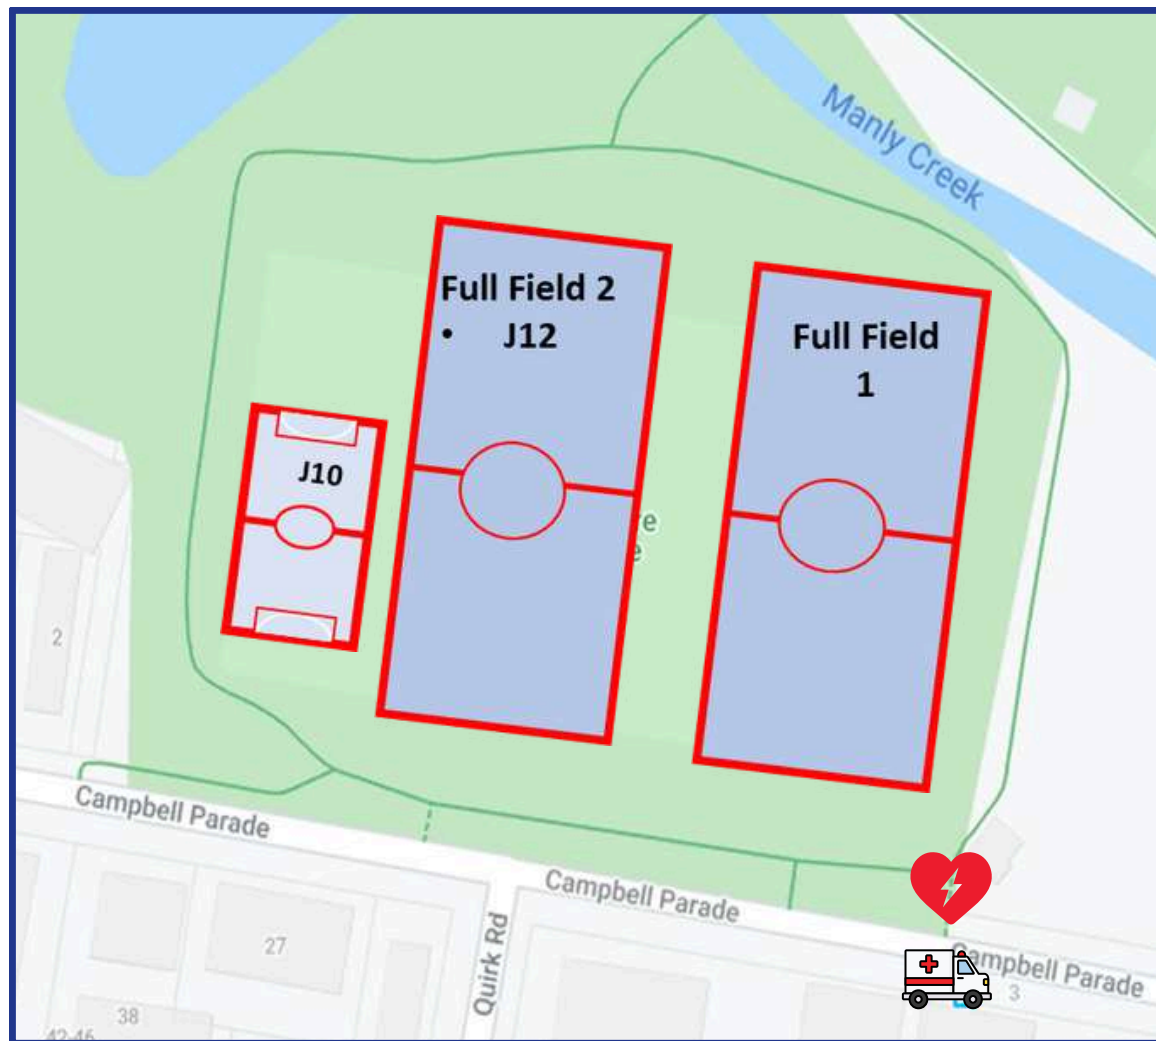 Manly Creek
Full Field 2
• J12
Full Field
1
J10
2
Campbell Parade
Campbell Parade
Campbell Parade
Quirk Rd
27
38
3